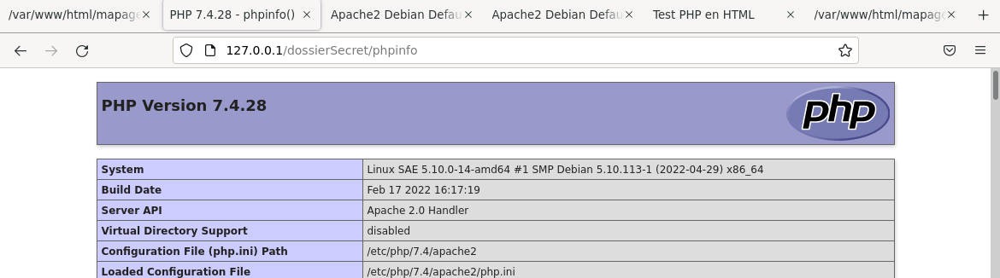 /var/www/html/mapage
PHP 7.4.28 - phpinfo()
Apache2 Debian Defau
Apache2 Debian Defau
Test PHP en HTML
/var/www/html/mapage
127.0.0.1/dossierSecret/phpinfo
PHP Version 7.4.28
php
System Linux SAE 5.10.0-14-amd64 #1 SMP Debian 5.10.113-1 (2022-04-29) x86_64
Build Date Feb 17 2022 16:17:19
Server API Apache 2.0 Handler
Virtual Directory Support disabled
Configuration File (php.ini) Path /etc/php/7.4/apache2
Loaded Configuration File /etc/php/7.4/apache2/php.ini